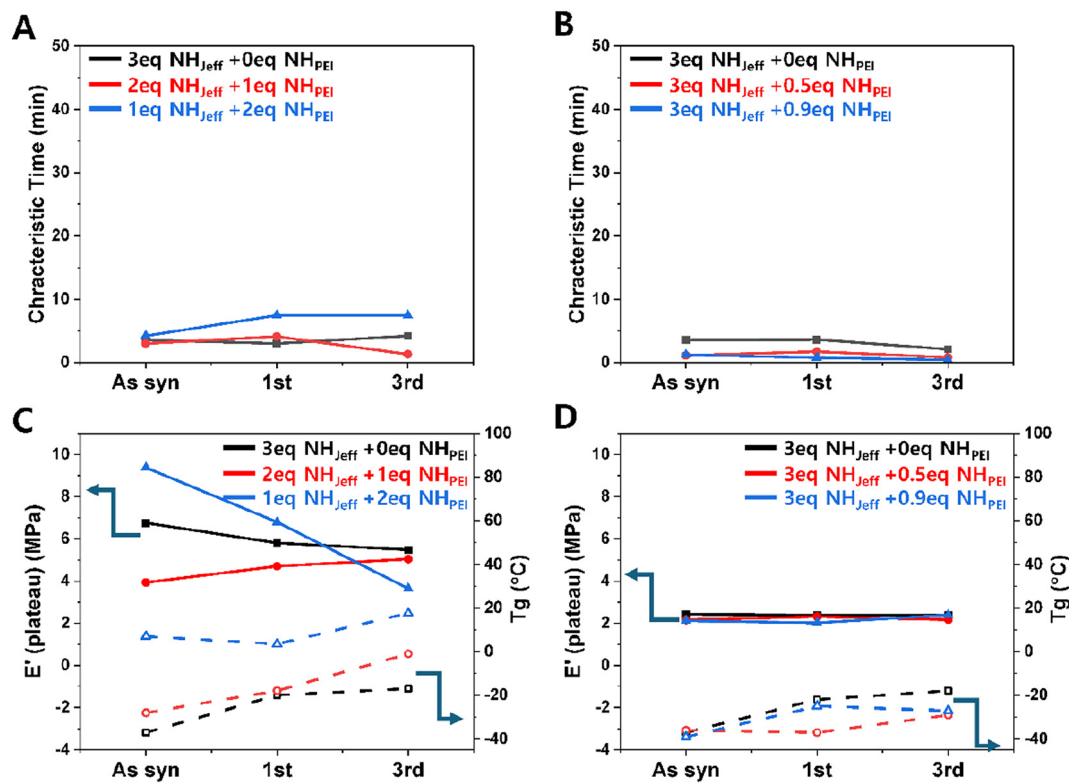 A
3eq NHJeff +0eq NHPEI
2eq NHJeff +1eq NHPEI
1eq NHJeff +2eq NHPEI
Chracteristic Time (min)
50
40
30
20
10
0
As syn 1st 3rd
B
3eq NHJeff +0eq NHPEI
3eq NHJeff +0.5eq NHPEI
3eq NHJeff +0.9eq NHPEI
Chracteristic Time (min)
50
40
30
20
10
0
As syn 1st 3rd
C
3eq NHJeff +0eq NHPEI
2eq NHJeff +1eq NHPEI
1eq NHJeff +2eq NHPEI
E' (plateau) (MPa)
10
8
6
4
2
0
-2
-4
Tg (°C)
100
80
60
40
20
0
-20
-40
As syn 1st 3rd
D
3eq NHJeff +0eq NHPEI
3eq NHJeff +0.5eq NHPEI
3eq NHJeff +0.9eq NHPEI
E' (plateau) (MPa)
10
8
6
4
2
0
-2
-4
Tg (°C)
100
80
60
40
20
0
-20
-40
As syn 1st 3rd